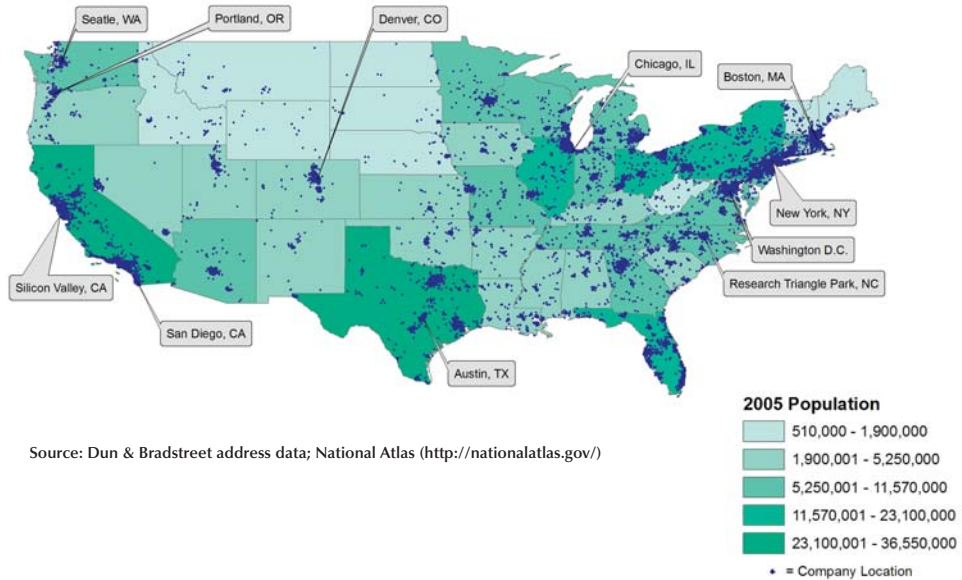 Seatle, WA
Portland, OR
Denver, CO
Chicago, IL
Boston, MA
New York, NY
Washington D.C.
Research Triangle Park, NC
Silicon Valley, CA
San Diego, CA
Austin, TX
Source: Dun & Bradstreet address data; National Atlas (http://nationalatlas.gov/)
2005 Population
510,000 - 1,900,000
1,900,001 - 5,250,000
5,250,001 - 11,570,000
11,570,001 - 23,100,000
23,100,001 - 36,550,000
= Company Location